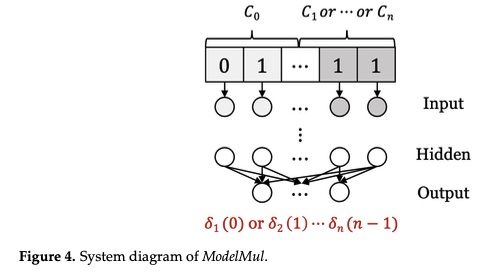 C₀ C₁ or ⋯ or Cₙ
0 1 ⋯ 1 1
⋯ Input
⋮
⋯ Hidden
⋯ Output
δ₁(0) or δ₂(1) ⋯ δₙ(n − 1)
Figure 4. System diagram of ModelMul.